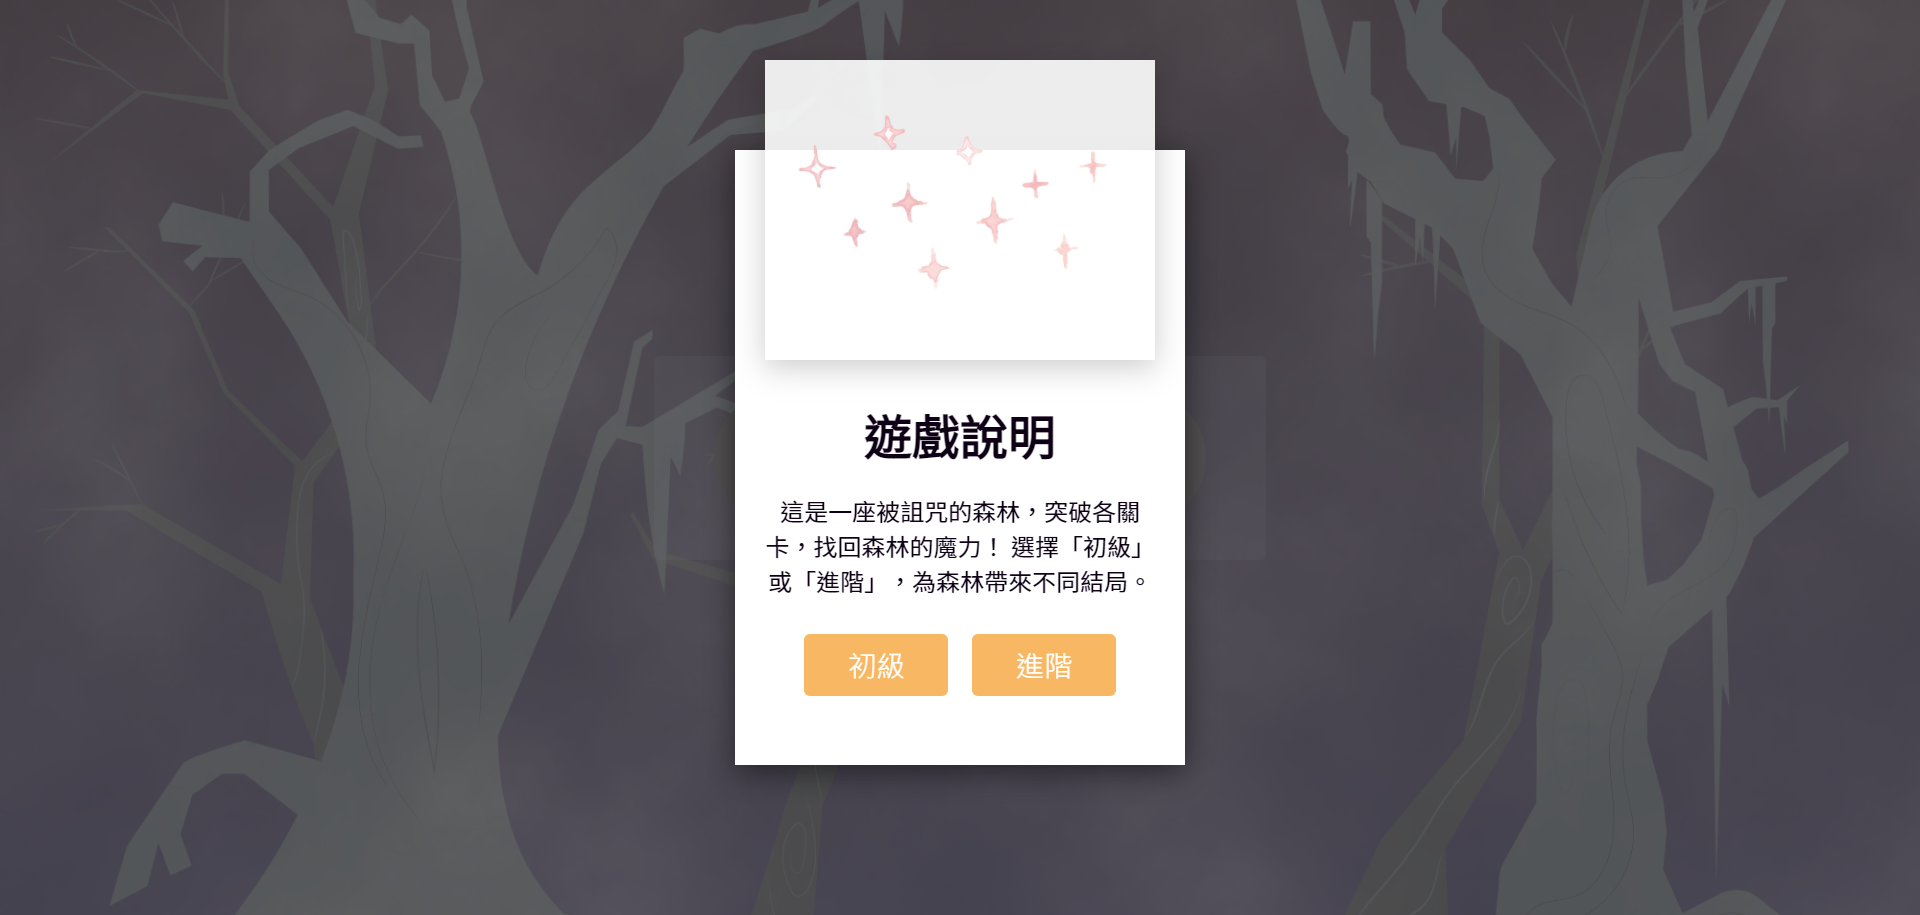 遊戲說明
這是一座被詛咒的森林，突破各關
卡，找回森林的魔力！ 選擇「初級」
或「進階」，為森林帶來不同結局。
初級
進階